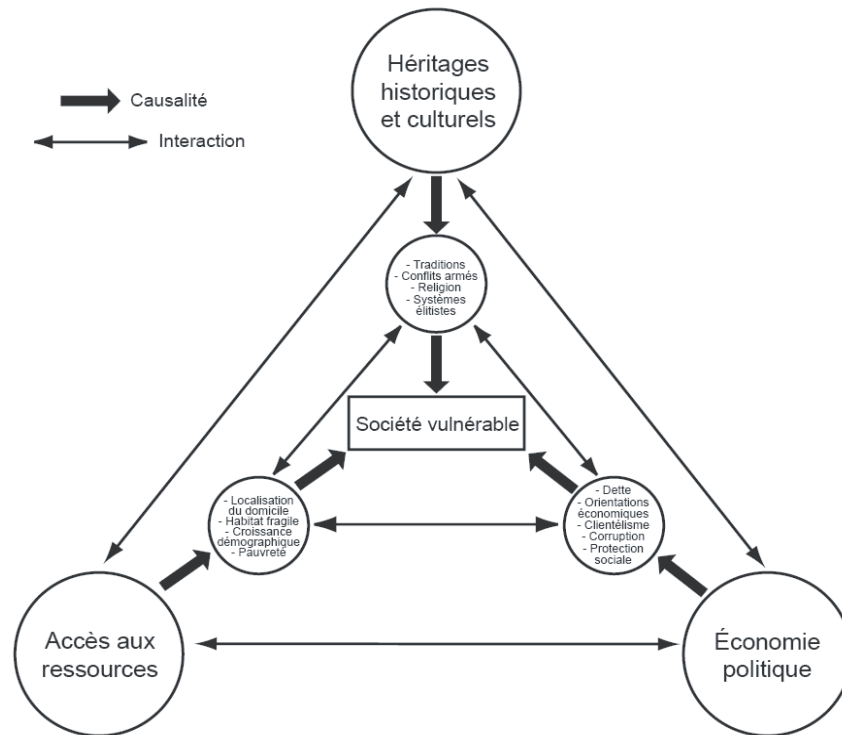 Héritages
historiques
et culturels
Causalité
Interaction
- Traditions
- Conflits armés
- Religion
- Systèmes
élitistes
Société vulnérable
- Localisation
du domicile
- Habitat fragile
- Croissance
démographique
- Pauvreté
- Dette
- Orientations
économiques
- Clientélisme
- Corruption
- Protection
sociale
Accès aux
ressources
Économie
politique